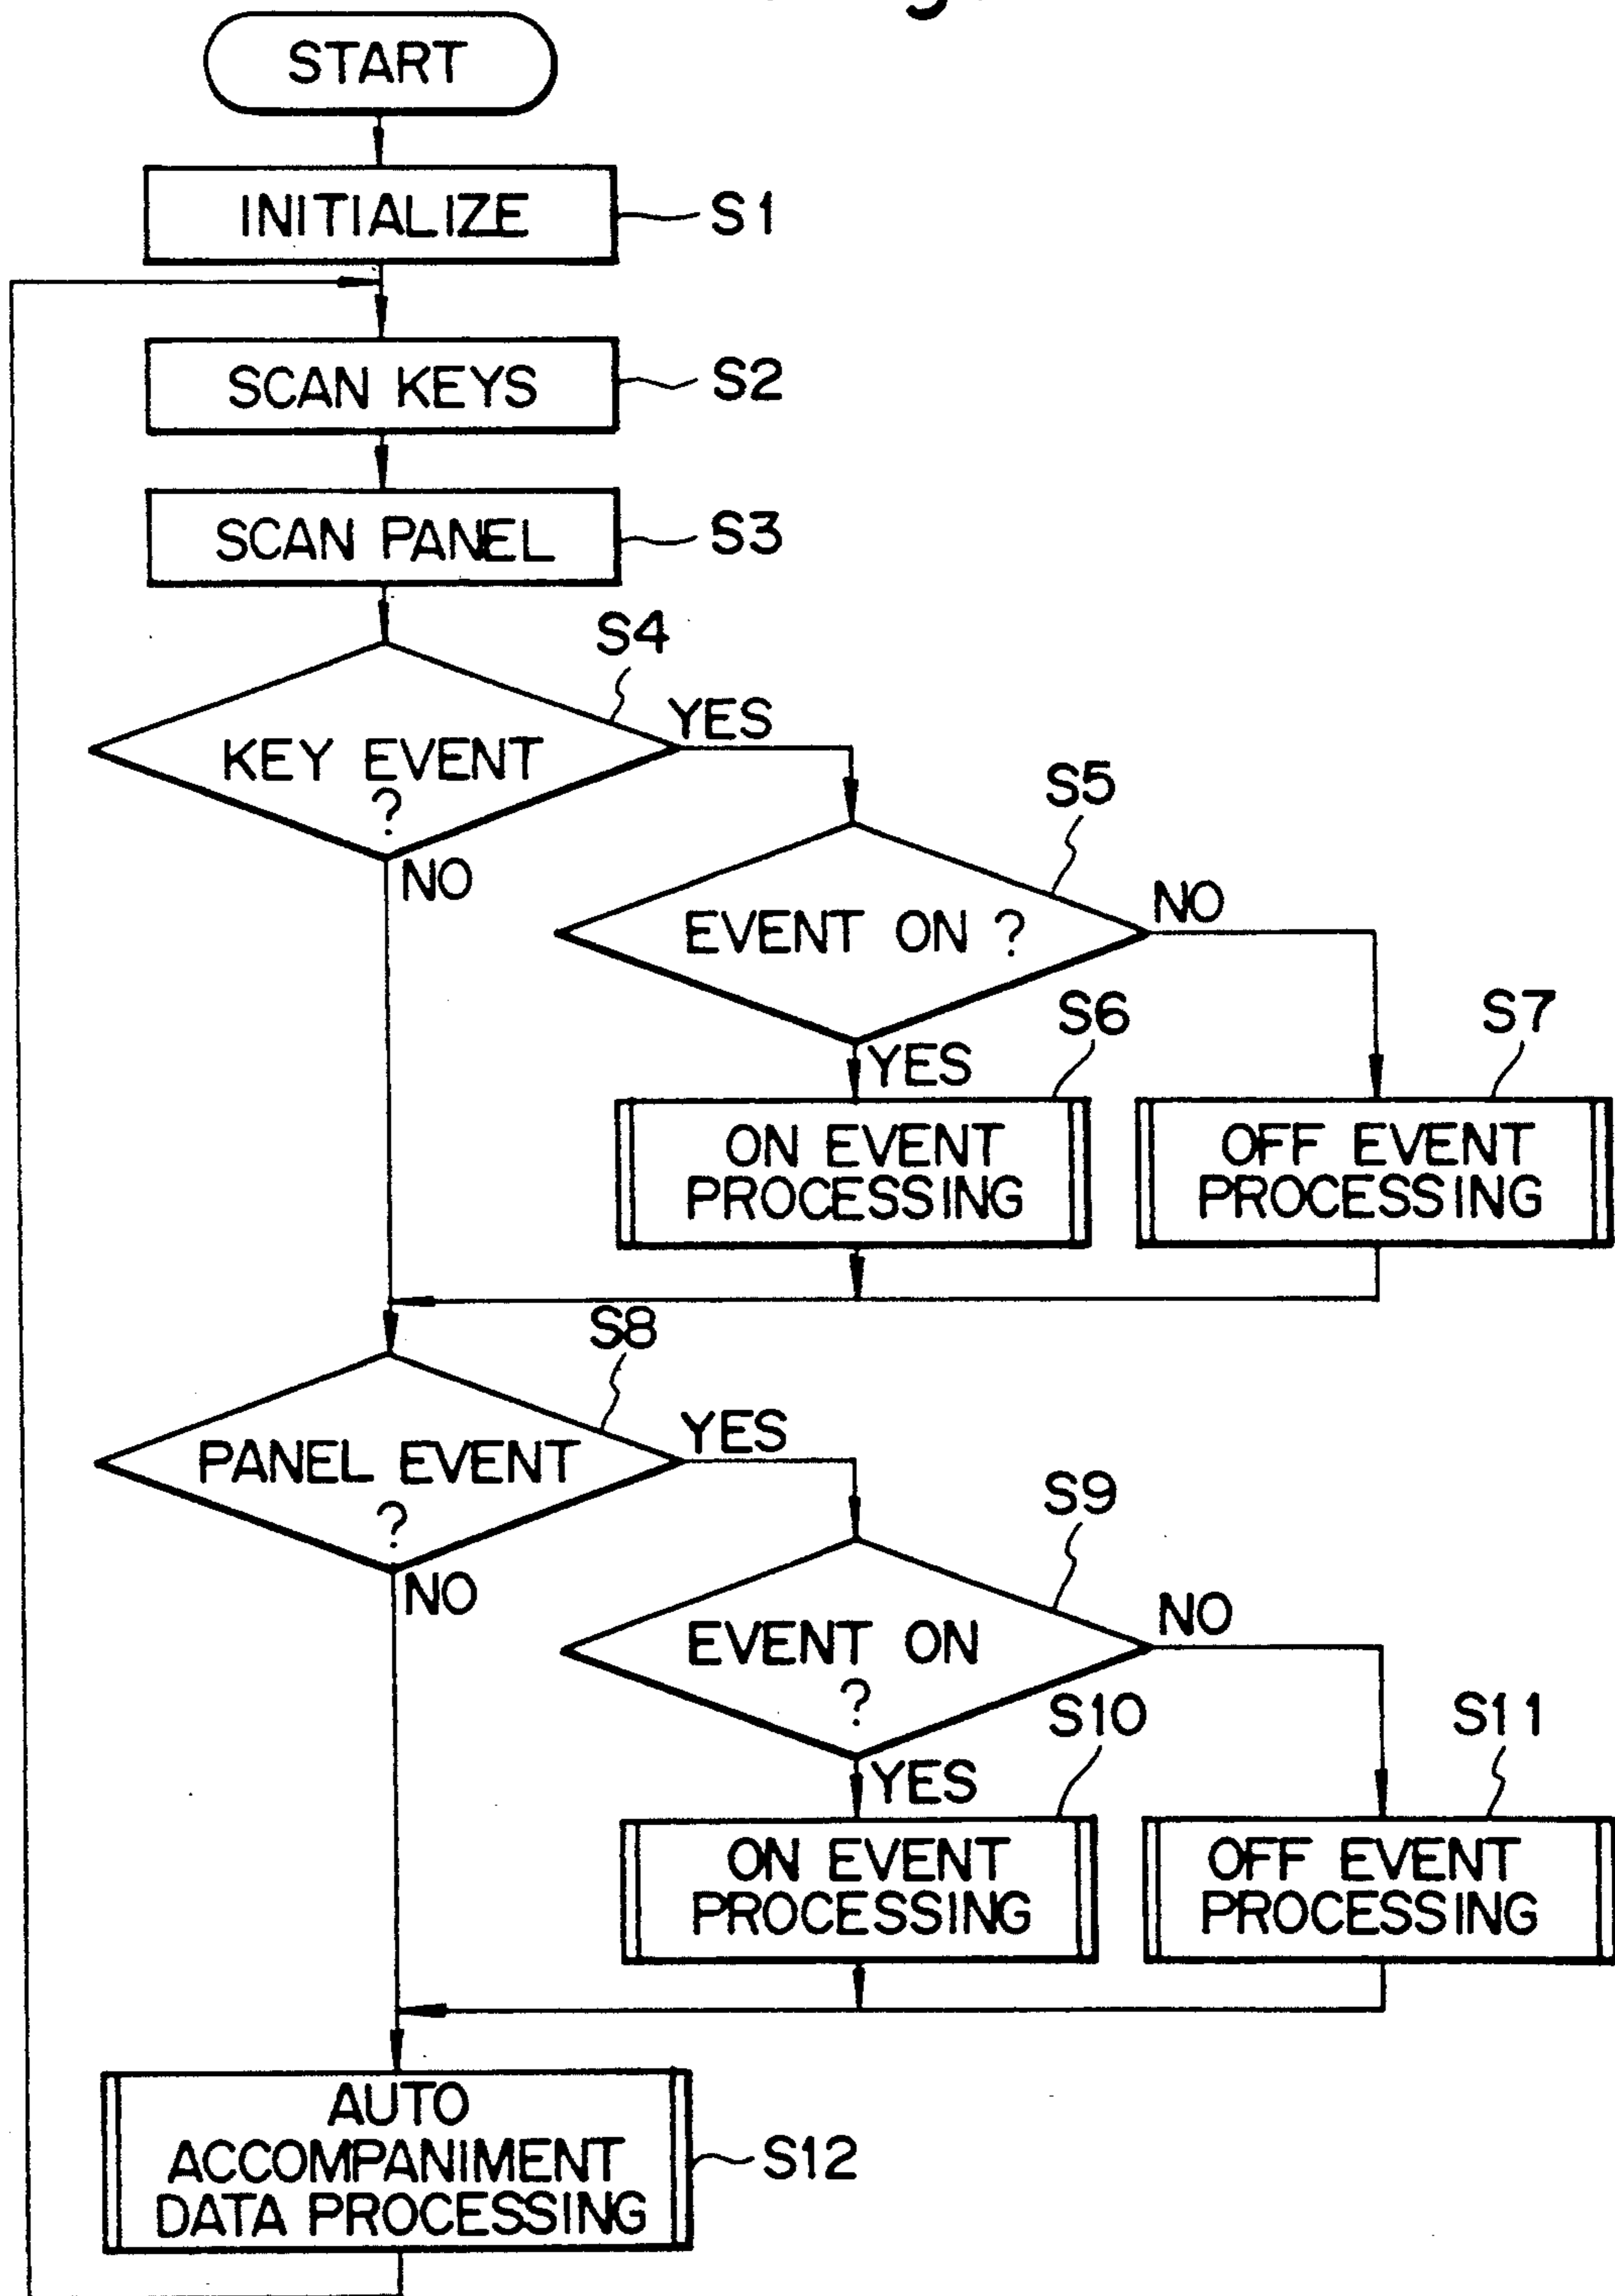 START
INITIALIZE
S1
SCAN KEYS
S2
SCAN PANEL
S3
S4
KEY EVENT
?
YES
NO
S5
EVENT ON ?
NO
YES
S6
ON EVENT
PROCESSING
S7
OFF EVENT
PROCESSING
S8
PANEL EVENT
?
YES
NO
S9
EVENT ON
?
NO
YES
S10
ON EVENT
PROCESSING
S11
OFF EVENT
PROCESSING
AUTO
ACCOMPANIMENT
DATA PROCESSING
S12